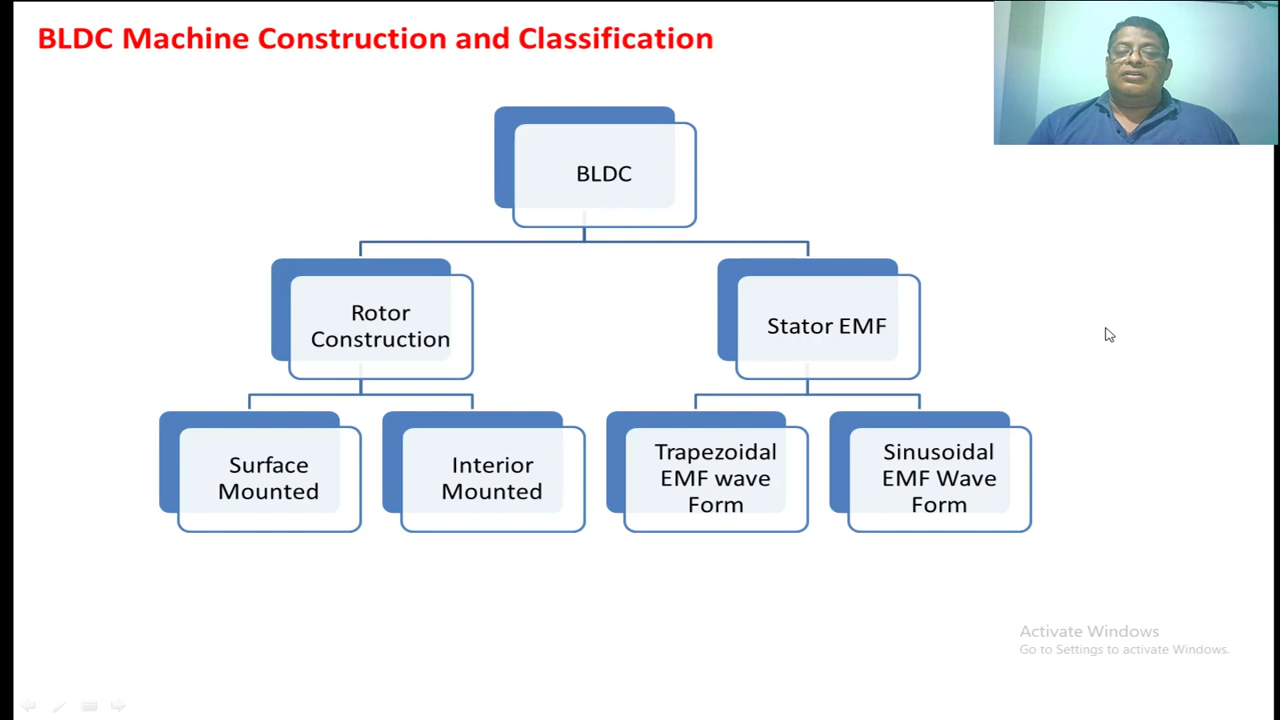 BLDC Machine Construction and Classification
BLDC
Rotor
Construction
Stator EMF
Surface
Mounted
Interior
Mounted
Trapezoidal
EMF wave
Form
Sinusoidal
EMF Wave
Form
Activate Windows
Go to Settings to activate Windows.